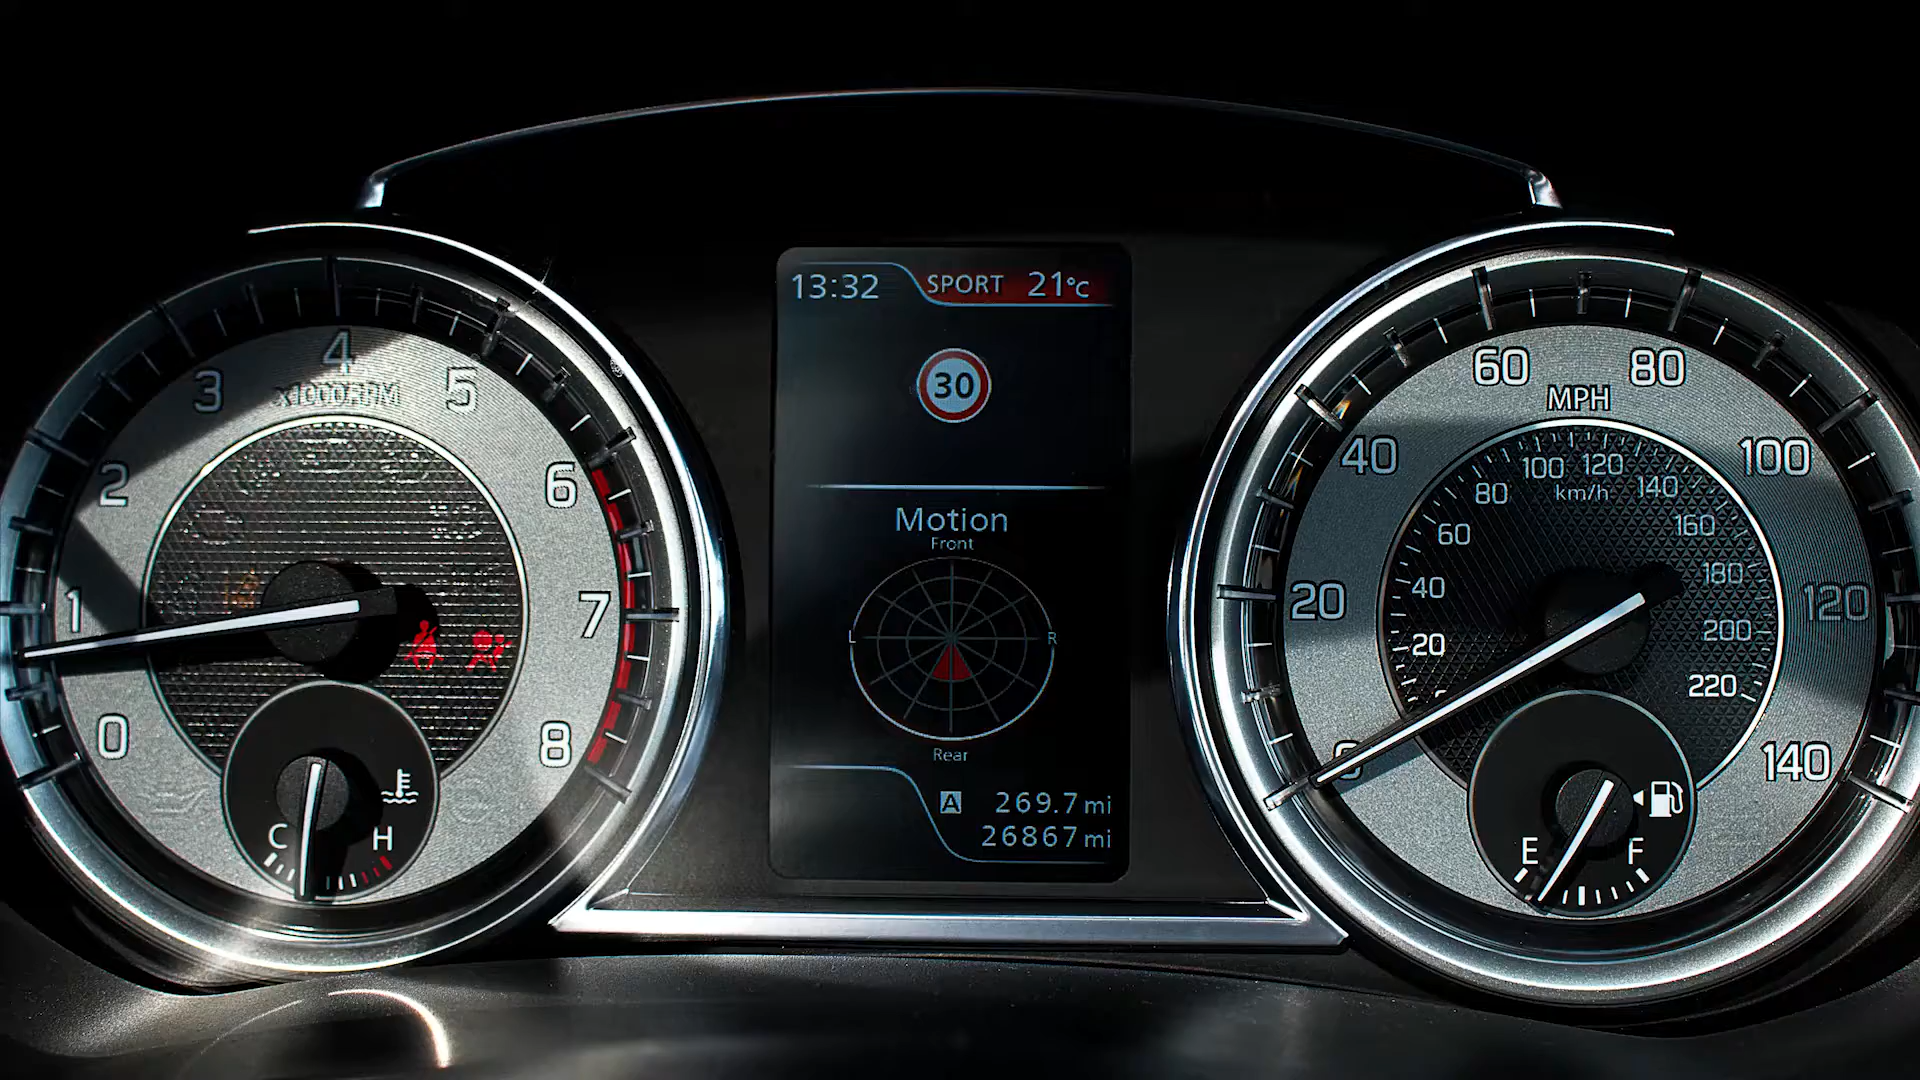 13:32 SPORT 21°C
30
Motion
Front
L R
Rear
A 269.7 mi
26867 mi
0
1
2
3
4
5
6
7
8
x1000RPM
C H
0
20
40
60
80
100
120
140
MPH
20
40
60
80
100
120
140
160
180
200
220
km/h
E F